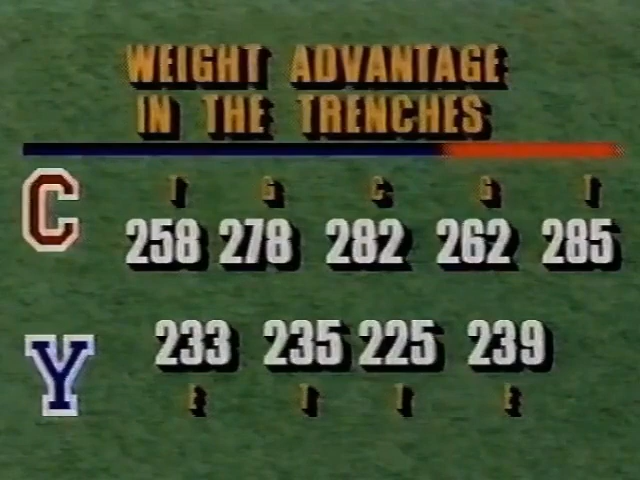 WEIGHT ADVANTAGE
IN THE TRENCHES
C
T G C G T
258 278 282 262 285
Y
233 235 225 239
E T T E